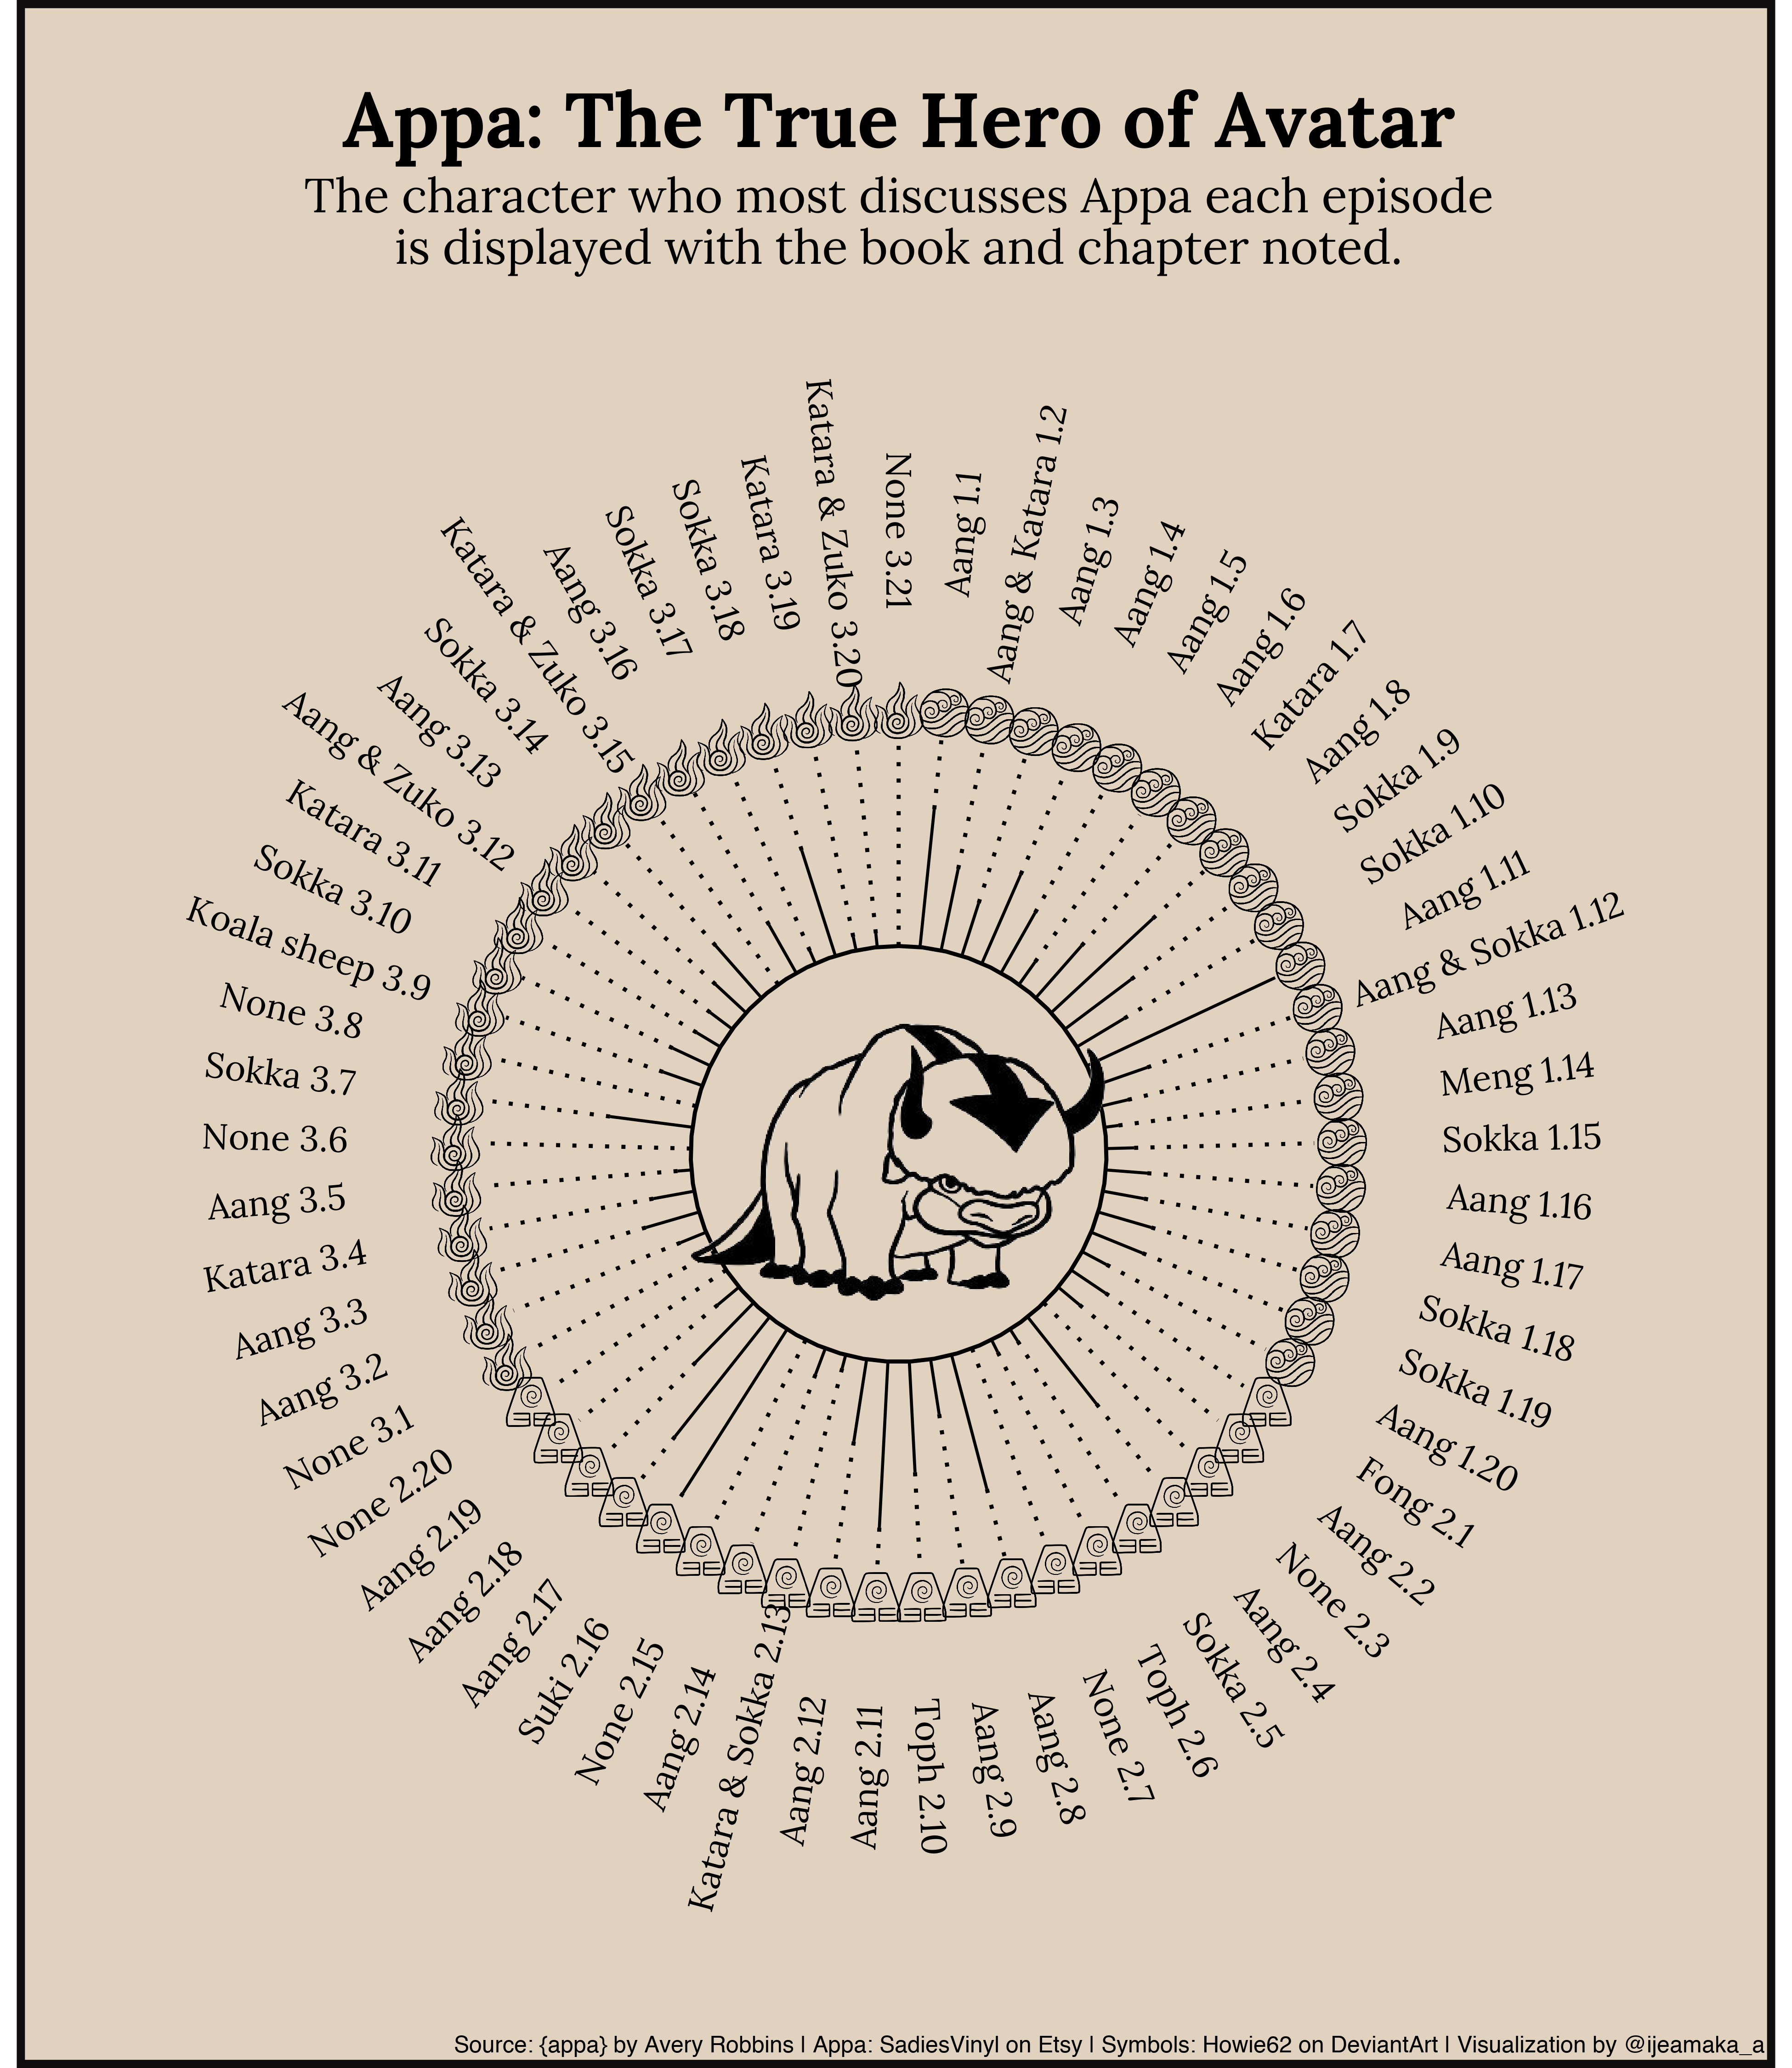 Appa: The True Hero of Avatar
The character who most discusses Appa each episode
is displayed with the book and chapter noted.
Aang 1.1
Aang & Katara 1.2
Aang 1.3
Aang 1.4
Aang 1.5
Aang 1.6
Katara 1.7
Aang 1.8
Sokka 1.9
Sokka 1.10
Aang 1.11
Aang & Sokka 1.12
Aang 1.13
Meng 1.14
Sokka 1.15
Aang 1.16
Aang 1.17
Sokka 1.18
Sokka 1.19
Aang 1.20
Fong 2.1
Aang 2.2
None 2.3
Aang 2.4
Sokka 2.5
Toph 2.6
None 2.7
Aang 2.8
Aang 2.9
Toph 2.10
Aang 2.11
Aang 2.12
Katara & Sokka 2.13
Aang 2.14
None 2.15
Suki 2.16
Aang 2.17
Aang 2.18
Aang 2.19
None 2.20
None 3.1
Aang 3.2
Aang 3.3
Katara 3.4
Aang 3.5
None 3.6
Sokka 3.7
None 3.8
Koala sheep 3.9
Sokka 3.10
Katara 3.11
Aang & Zuko 3.12
Aang 3.13
Sokka 3.14
Katara & Zuko 3.15
Aang 3.16
Sokka 3.17
Sokka 3.18
Katara 3.19
Katara & Zuko 3.20
None 3.21
Source: {appa} by Avery Robbins | Appa: SadiesVinyl on Etsy | Symbols: Howie62 on DeviantArt | Visualization by @ijeamaka_a